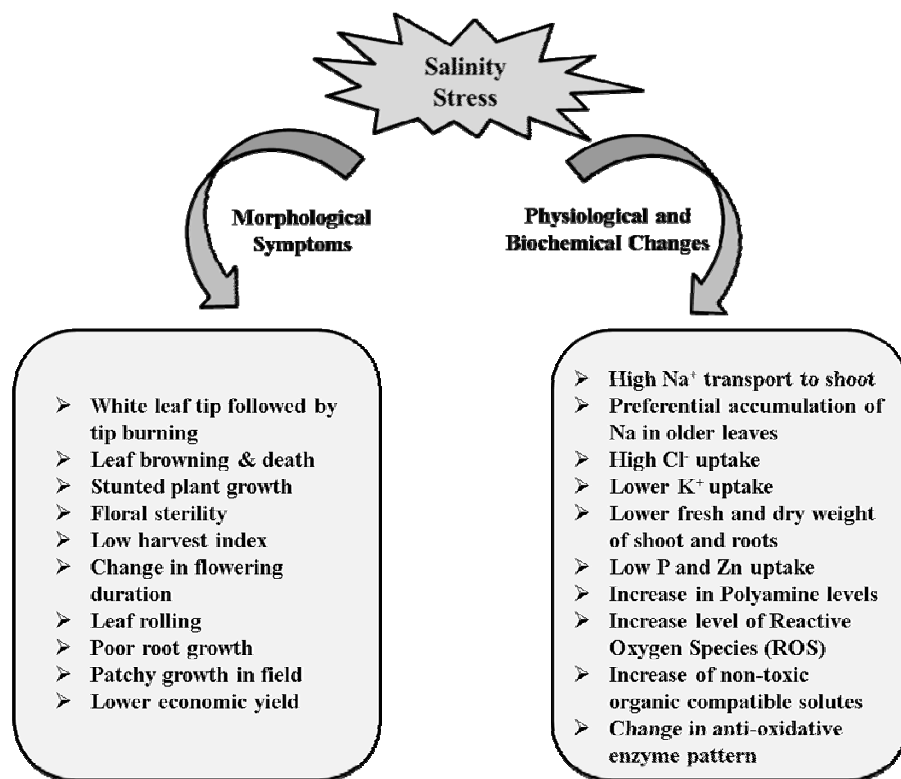 Salinity
Stress
Morphological
Symptoms
Physiological and
Biochemical Changes
➤ White leaf tip followed by
tip burning
➤ Leaf browning & death
➤ Stunted plant growth
➤ Floral sterility
➤ Low harvest index
➤ Change in flowering
duration
➤ Leaf rolling
➤ Poor root growth
➤ Patchy growth in field
➤ Lower economic yield
➤ High Na⁺ transport to shoot
➤ Preferential accumulation of
Na in older leaves
➤ High Cl⁻ uptake
➤ Lower K⁺ uptake
➤ Lower fresh and dry weight
of shoot and roots
➤ Low P and Zn uptake
➤ Increase in Polyamine levels
➤ Increase level of Reactive
Oxygen Species (ROS)
➤ Increase of non-toxic
organic compatible solutes
➤ Change in anti-oxidative
enzyme pattern